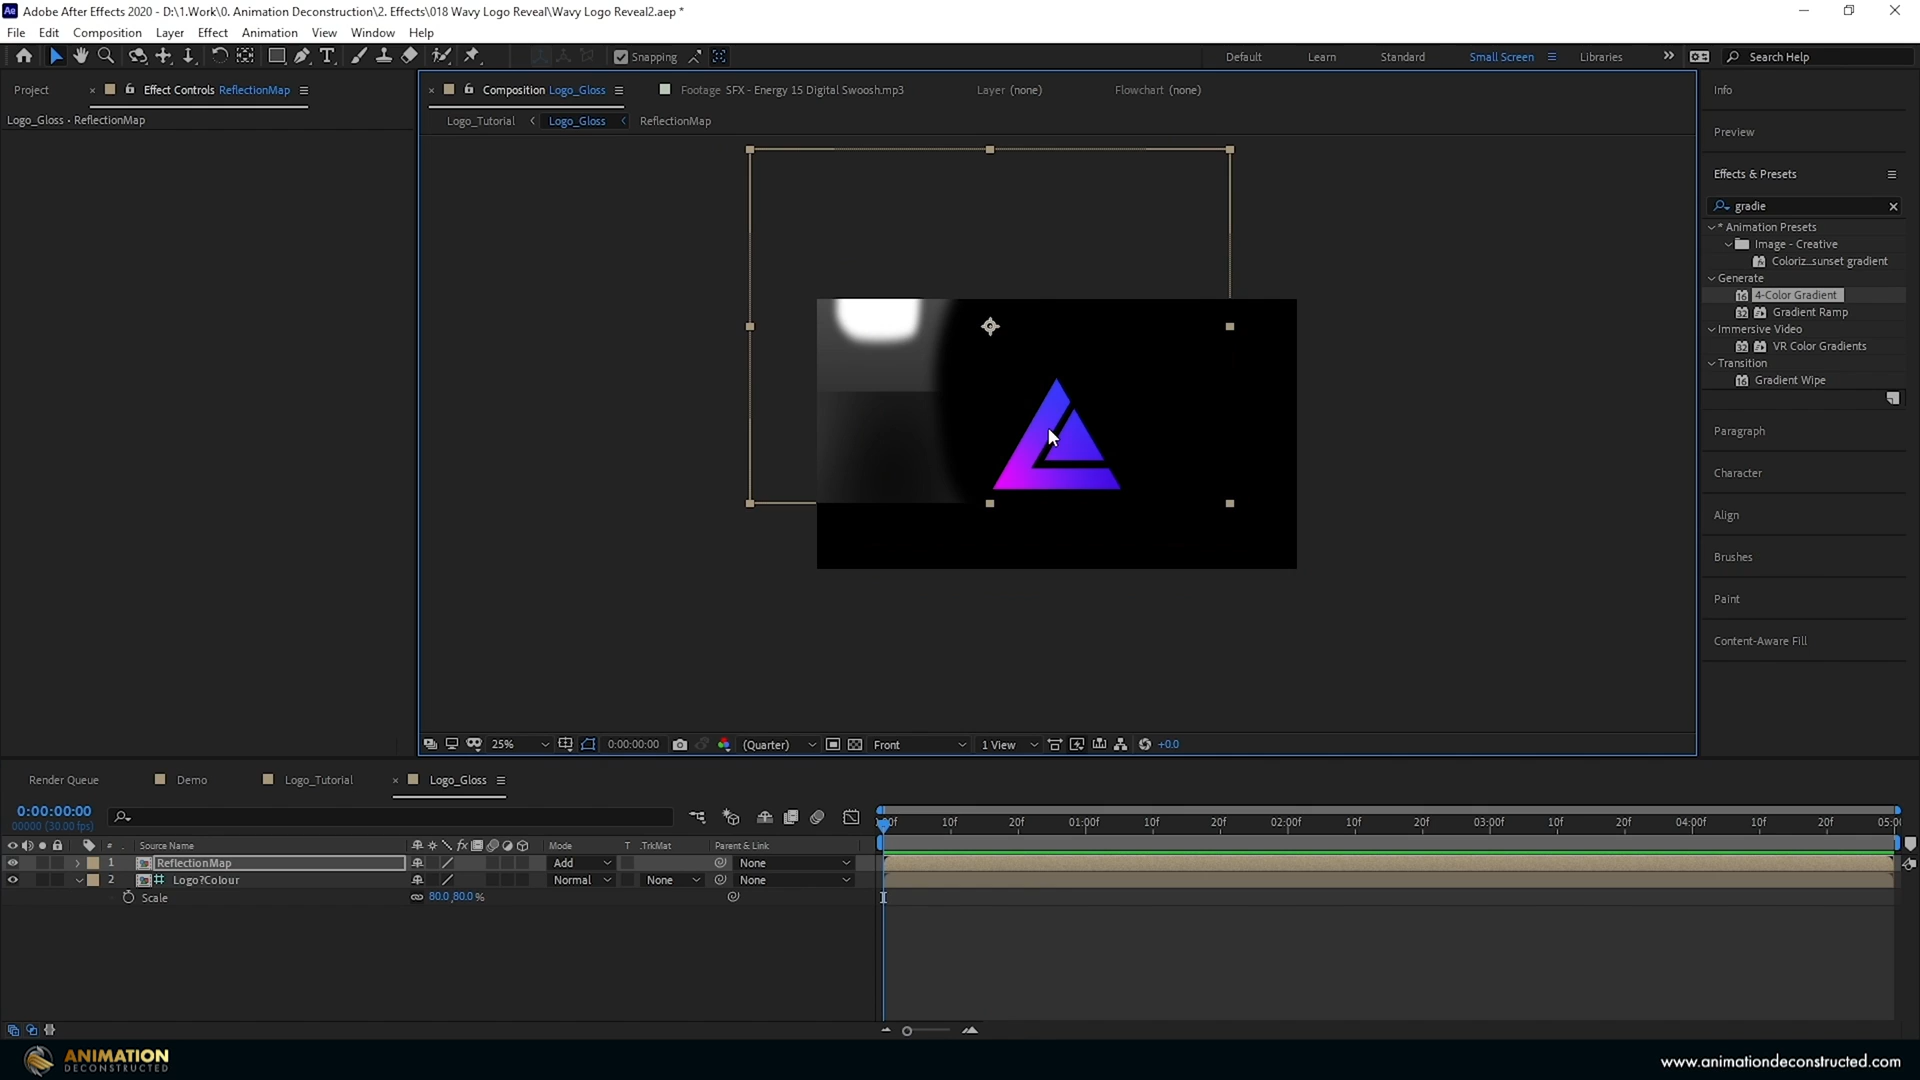 Adobe After Effects 2020 - D:\1.Work\0. Animation Deconstruction\2. Effects\018 Wavy Logo Reveal\Wavy Logo Reveal2.aep *
File Edit Composition Layer Effect Animation View Window Help
Snapping Default Learn Standard Small Screen Libraries Search Help
Project Effect Controls ReflectionMap
Composition Logo_Gloss Footage SFX - Energy 15 Digital Swoosh.mp3 Layer (none) Flowchart (none)
Info
Logo_Gloss • ReflectionMap
Logo_Tutorial Logo_Gloss ReflectionMap
Preview
Effects & Presets
gradie
* Animation Presets
Image - Creative
Coloriz...sunset gradient
Generate
4-Color Gradient
Gradient Ramp
Immersive Video
VR Color Gradients
Transition
Gradient Wipe
Paragraph
Character
Align
Brushes
Paint
Content-Aware Fill
25% 0:00:00:00 (Quarter) Front 1 View +0.0
Render Queue Demo Logo_Tutorial Logo_Gloss
0:00:00:00
00000 (30.00 fps)
10f 20f 01:00f 10f 20f 02:00f 10f 20f 03:00f 10f 20f 04:00f 10f 20f
# Source Name Mode T .TrkMat Parent & Link
1 ReflectionMap Add None
2 Logo?Colour Normal None None
Scale 80.0,80.0 %
ANIMATION
DECONSTRUCTED
www.animationdeconstructed.com